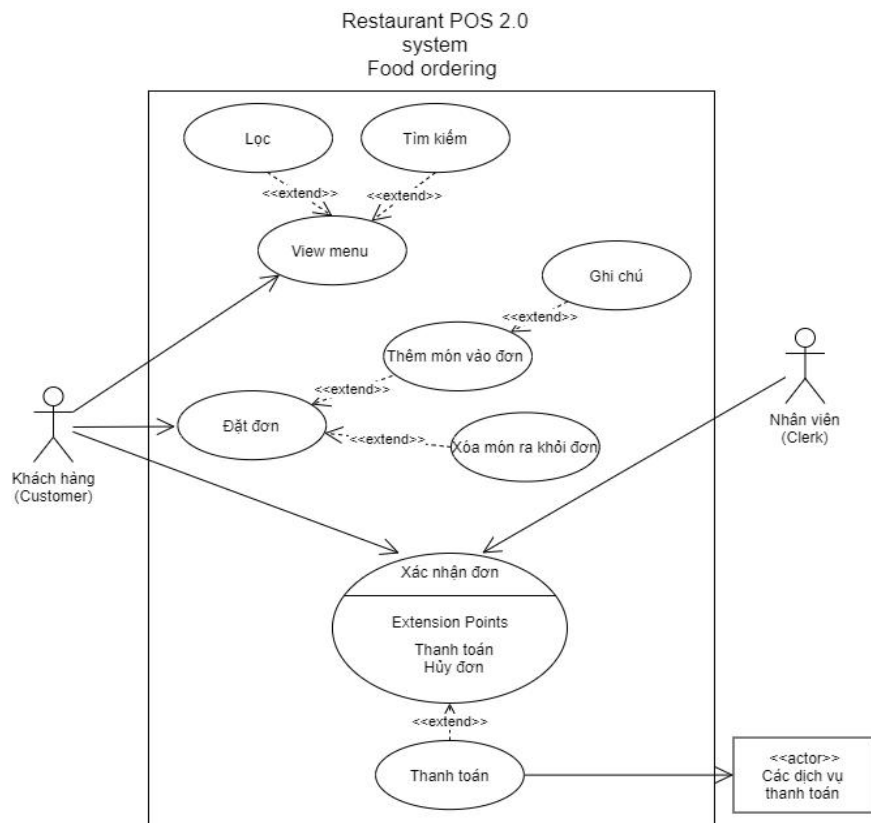 Restaurant POS 2.0
system
Food ordering
Lọc
Tìm kiếm
<<extend>>
<<extend>>
View menu
Ghi chú
<<extend>>
Thêm món vào đơn
<<extend>>
Đặt đơn
<<extend>>
Xóa món ra khỏi đơn
Khách hàng
(Customer)
Nhân viên
(Clerk)
Xác nhận đơn
Extension Points
Thanh toán
Hủy đơn
<<extend>>
Thanh toán
<<actor>>
Các dịch vụ
thanh toán